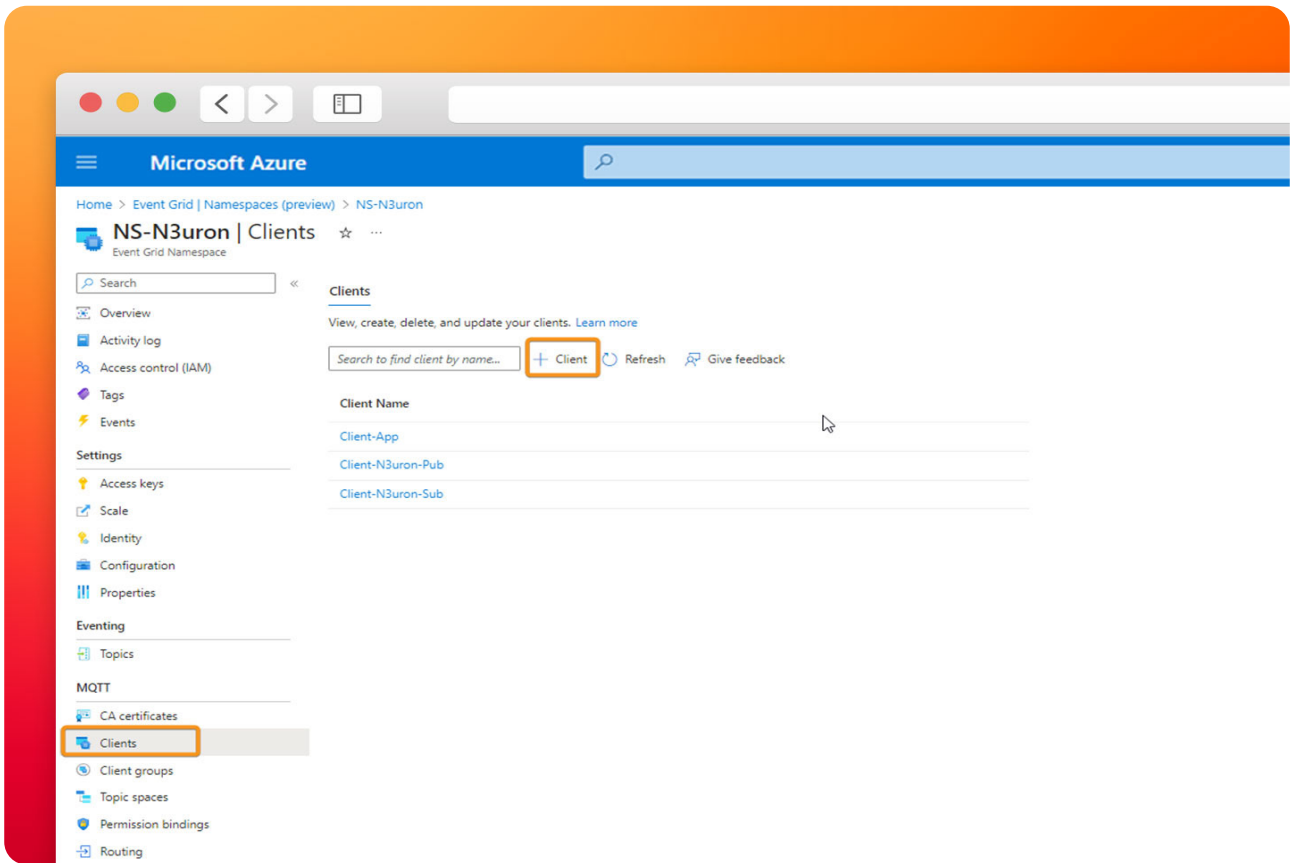 Microsoft Azure
Home > Event Grid | Namespaces (preview) > NS-N3uron
NS-N3uron | Clients
Event Grid Namespace
Search
Overview
Activity log
Access control (IAM)
Tags
Events
Settings
Access keys
Scale
Identity
Configuration
Properties
Eventing
Topics
MQTT
CA certificates
Clients
Client groups
Topic spaces
Permission bindings
Routing
Clients
View, create, delete, and update your clients. Learn more
Search to find client by name... + Client Refresh Give feedback
Client Name
Client-App
Client-N3uron-Pub
Client-N3uron-Sub